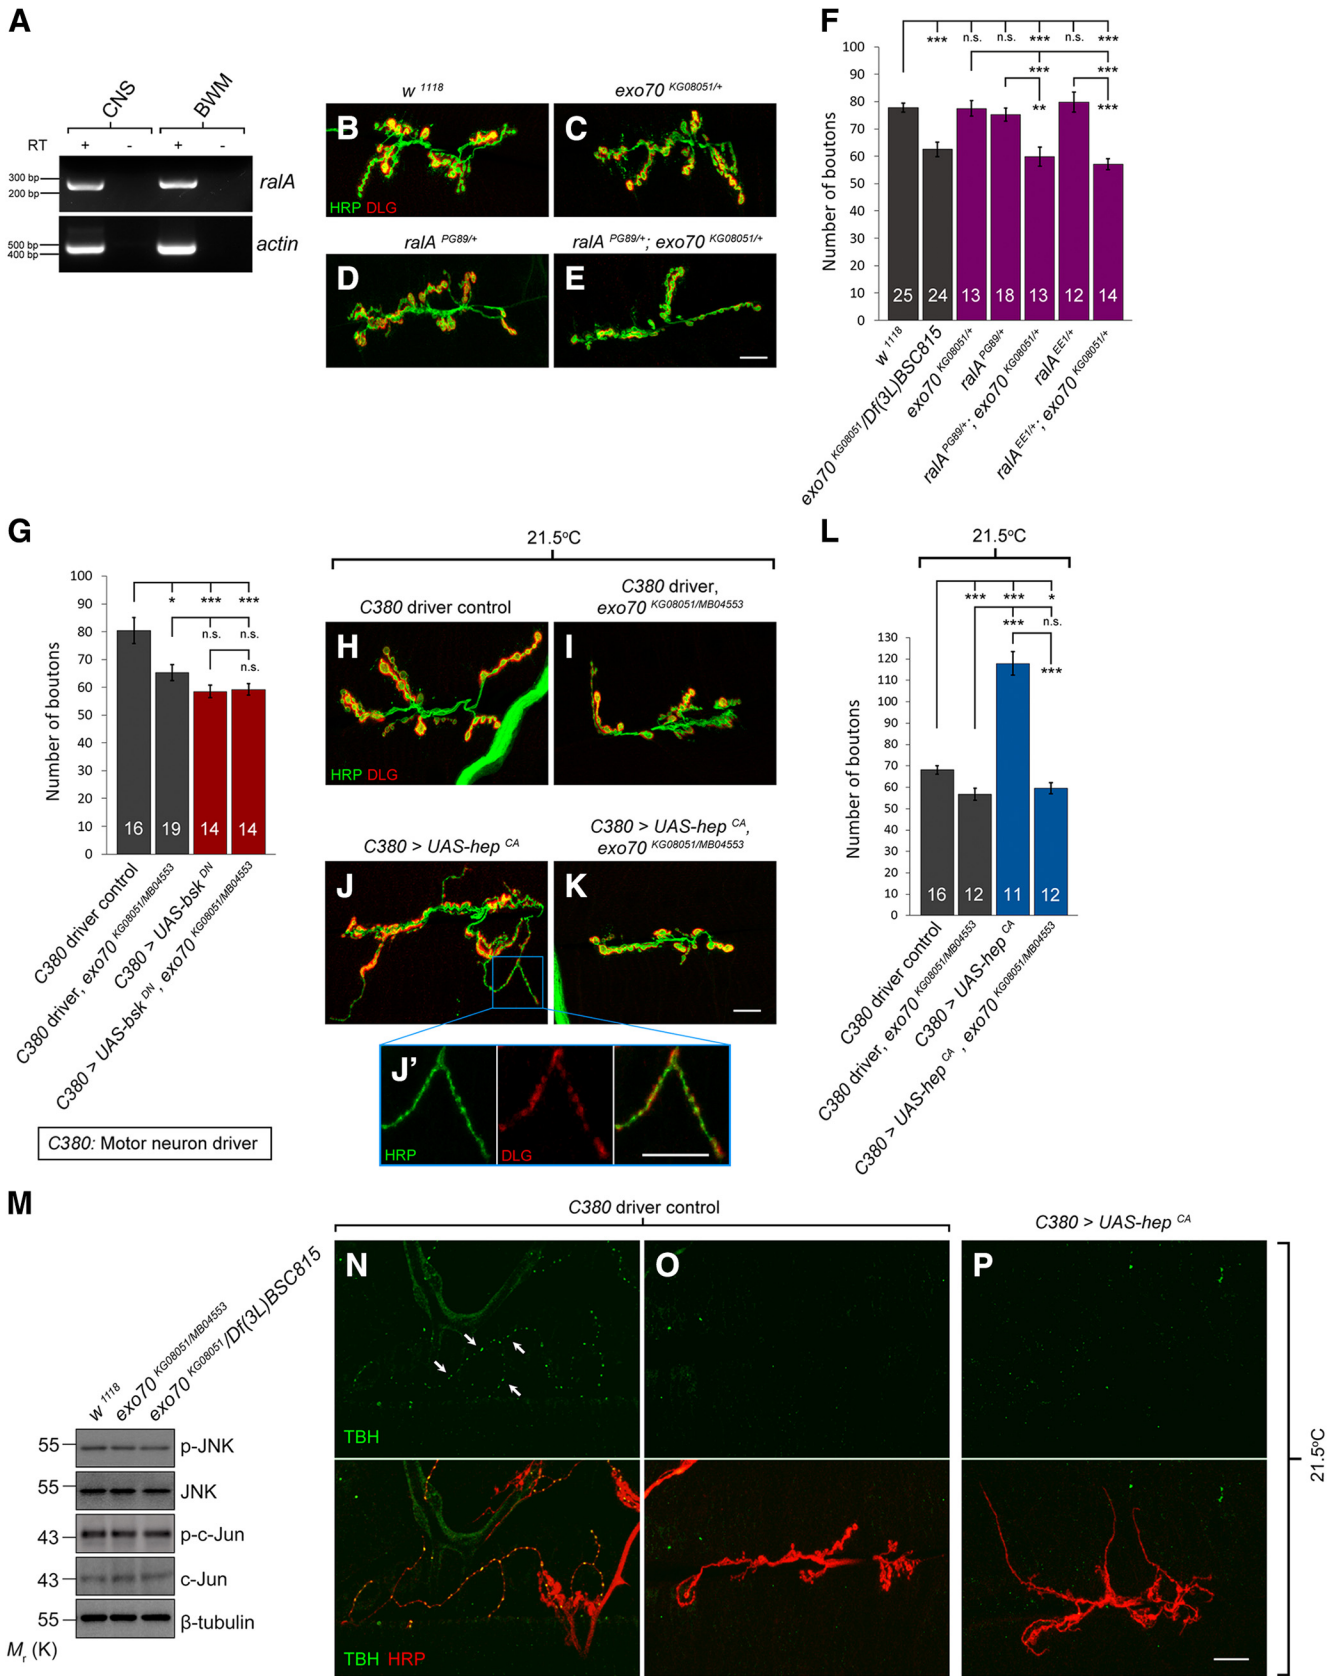 A
CNS
BWM
RT + - + -
300 bp
200 bp
ralA
500 bp
400 bp
actin
w 1118
exo70 KG08051/+
B
HRP DLG
C
ralA PG89/+
ralA PG89/+; exo70 KG08051/+
D
E
F
*** n.s. n.s. *** n.s. ***
*** ***
** ***
Number of boutons
100
90
80
70
60
50
40
30
20
10
0
25 24 13 18 13 12 14
w 1118
exo70 KG08051/Df(3L)BSC815
exo70 KG08051/+
ralA PG89/+
ralA PG89/+; exo70 KG08051/+
ralA EE1/+
ralA EE1/+; exo70 KG08051/+
G
* *** ***
n.s. n.s.
n.s.
Number of boutons
100
90
80
70
60
50
40
30
20
10
0
16 19 14 14
C380 driver control
C380 driver, exo70 KG08051/MB04553
C380 > UAS-bsk DN
C380 > UAS-bsk DN, exo70 KG08051/MB04553
C380: Motor neuron driver
21.5oC
C380 driver control
C380 driver,
exo70 KG08051/MB04553
H
HRP DLG
I
C380 > UAS-hep CA
C380 > UAS-hep CA,
exo70 KG08051/MB04553
J
K
J'
HRP
DLG
L
21.5oC
*** *** *
*** n.s.
***
Number of boutons
130
120
110
100
90
80
70
60
50
40
30
20
10
0
16 12 11 12
C380 driver control
C380 driver, exo70 KG08051/MB04553
C380 > UAS-hep CA
C380 > UAS-hep CA, exo70 KG08051/MB04553
M
w 1118
exo70 KG08051/MB04553
exo70 KG08051/Df(3L)BSC815
55 p-JNK
55 JNK
43 p-c-Jun
43 c-Jun
55 β-tubulin
Mr (K)
C380 driver control
C380 > UAS-hep CA
N
TBH
O
P
TBH HRP
21.5oC